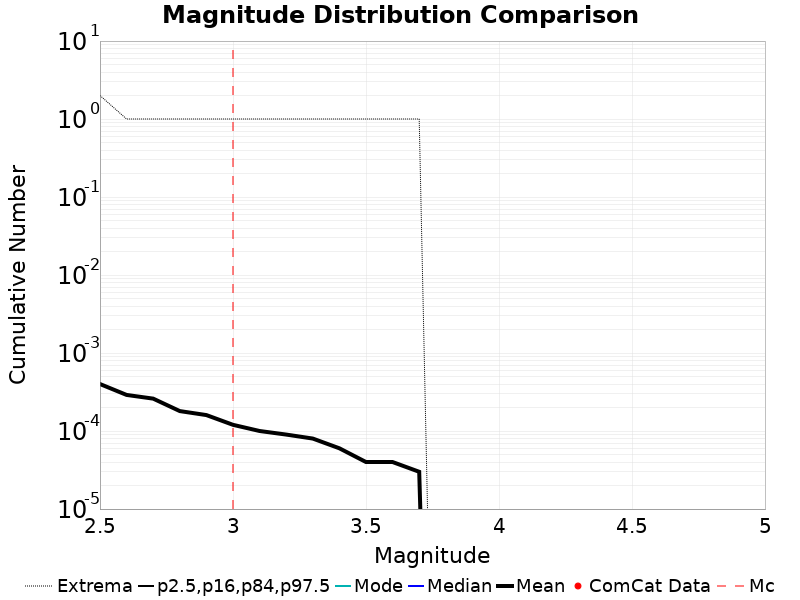 Magnitude Distribution Comparison
Cumulative Number
10^1
10^0
10^-1
10^-2
10^-3
10^-4
10^-5
2.5 3 3.5 4 4.5 5
Magnitude
Extrema p2.5,p16,p84,p97.5 Mode Median Mean ComCat Data Mc